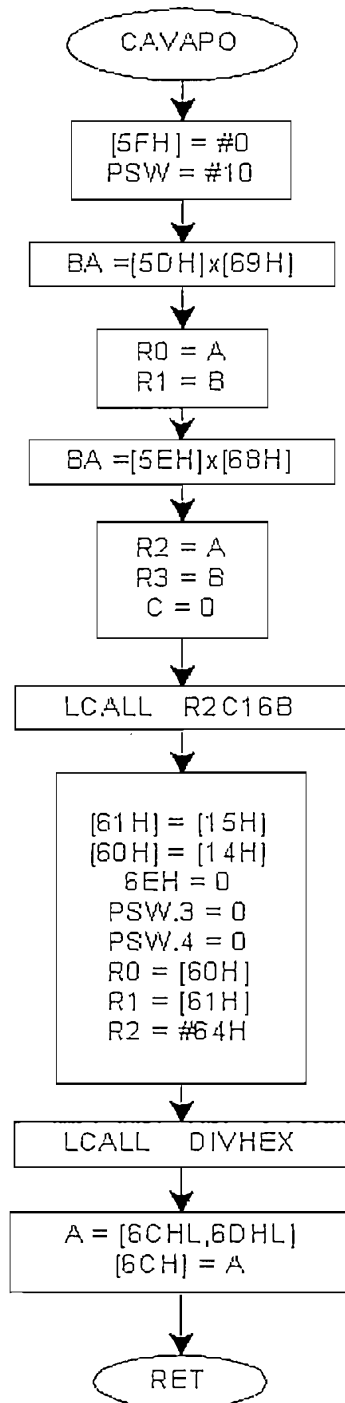 CAVAPO
[5FH] = #0
PSW = #10
BA =[5DH]x[69H]
R0 = A
R1 = B
BA =[5EH]x[68H]
R2 = A
R3 = B
C = 0
LCALL R2C16B
[61H] = [15H]
[60H] = [14H]
6EH = 0
PSW.3 = 0
PSW.4 = 0
R0 = [60H]
R1 = [61H]
R2 = #64H
LCALL DIVHEX
A = [6CHL,6DHL]
[6CH] = A
RET